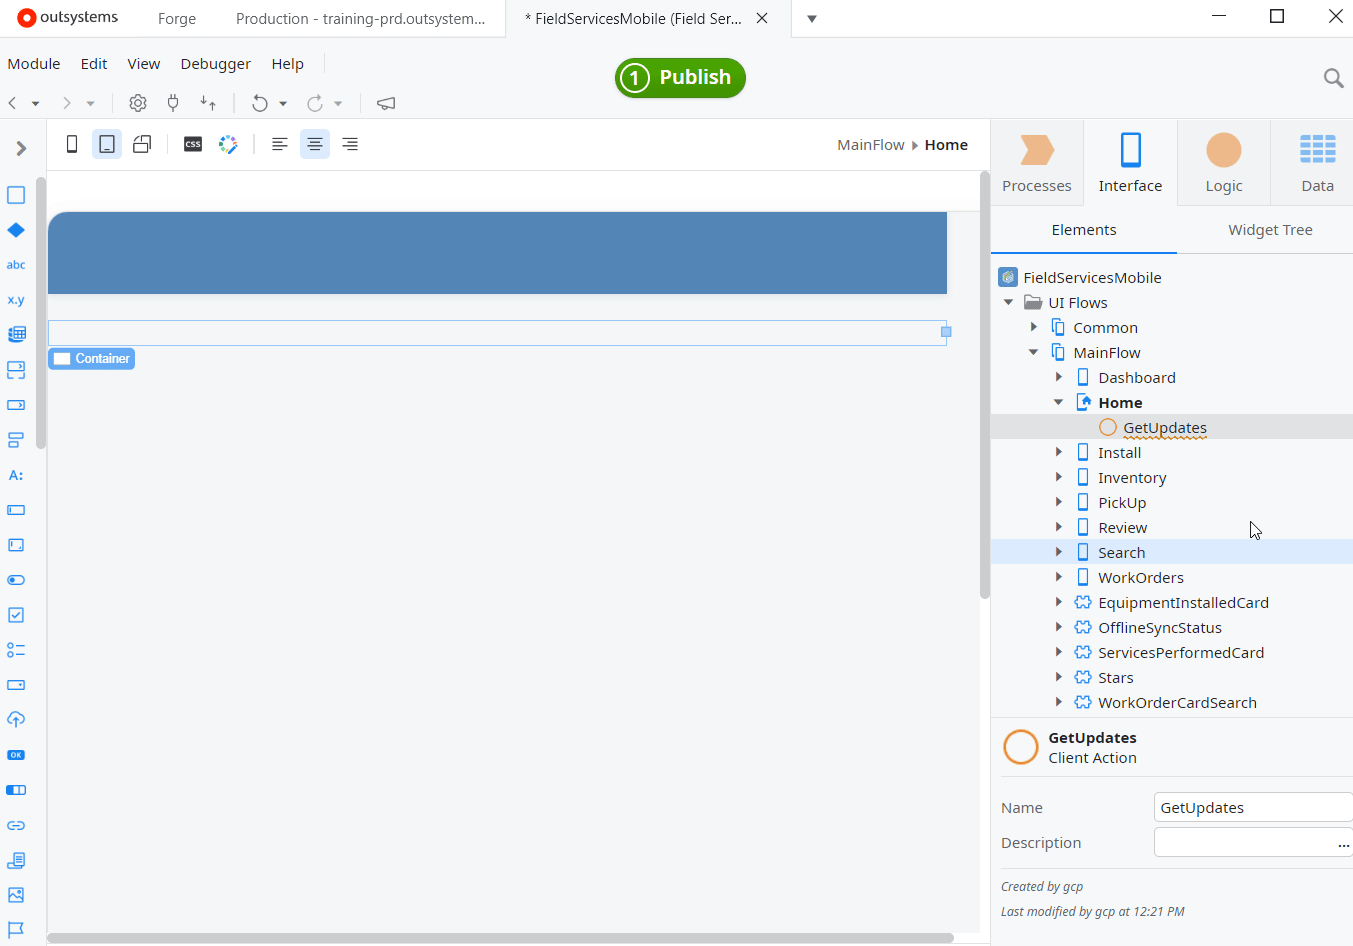 outsystems
Forge
Production - training-prd.outsystem...
* FieldServicesMobile (Field Ser...
Module
Edit
View
Debugger
Help
1 Publish
css
MainFlow
Home
Processes
Interface
Logic
Data
Elements
Widget Tree
abc
x.y
A:
OK
Container
FieldServicesMobile
UI Flows
Common
MainFlow
Dashboard
Home
GetUpdates
Install
Inventory
PickUp
Review
Search
WorkOrders
EquipmentInstalledCard
OfflineSyncStatus
ServicesPerformedCard
Stars
WorkOrderCardSearch
GetUpdates
Client Action
Name
GetUpdates
Description
...
Created by gcp
Last modified by gcp at 12:21 PM